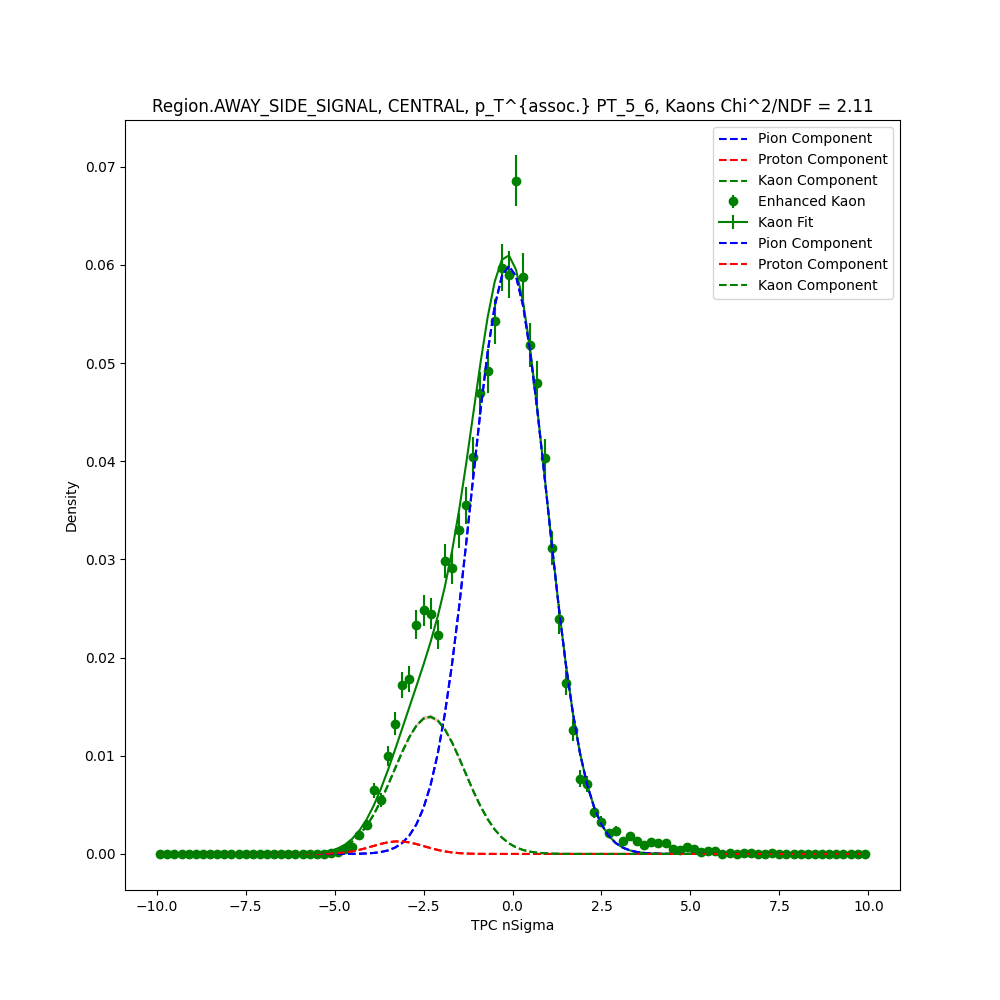 Region.AWAY_SIDE_SIGNAL, CENTRAL, p_T^{assoc.} PT_5_6, Kaons Chi^2/NDF = 2.11
Pion Component
Proton Component
Kaon Component
Enhanced Kaon
Kaon Fit
Pion Component
Proton Component
Kaon Component
0.07
0.06
0.05
0.04
0.03
0.02
0.01
0.00
Density
−10.0 −7.5 −5.0 −2.5 0.0 2.5 5.0 7.5 10.0
TPC nSigma